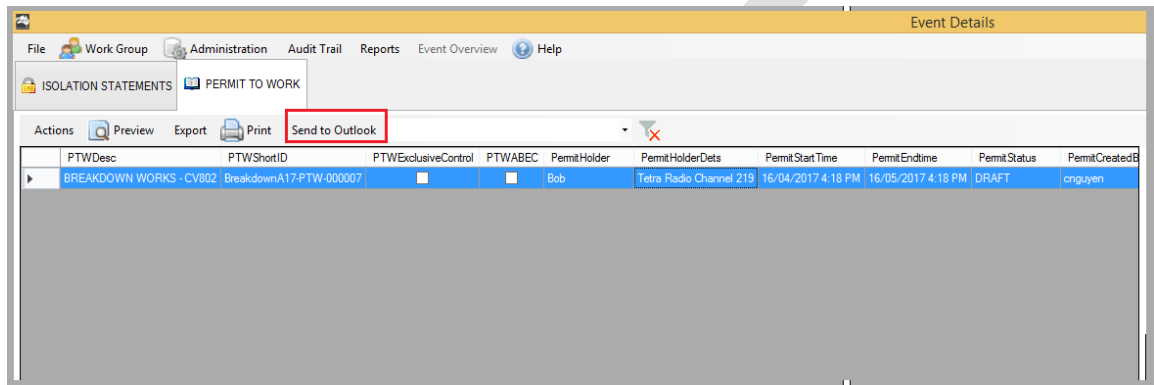 Event Details
File Work Group Administration Audit Trail Reports Event Overview Help
ISOLATION STATEMENTS PERMIT TO WORK
Actions Preview Export Print Send to Outlook
PTWDesc PTWShortID PTWExclusiveControl PTWABEC PermitHolder PermitHolderDets PermitStartTime PermitEndtime PermitStatus PermitCreatedB
BREAKDOWN WORKS - CV802 BreakdownA17-PTW-000007 Bob Tetra Radio Channel 219 16/04/2017 4:18 PM 16/05/2017 4:18 PM DRAFT cnguyen